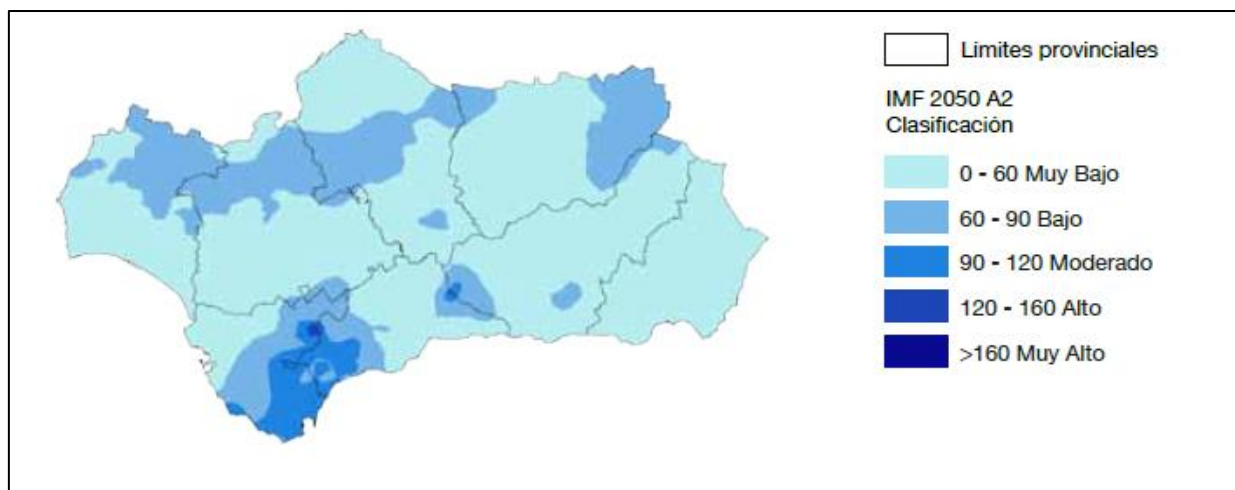 Límites provinciales
IMF 2050 A2
Clasificación
0 - 60 Muy Bajo
60 - 90 Bajo
90 - 120 Moderado
120 - 160 Alto
>160 Muy Alto